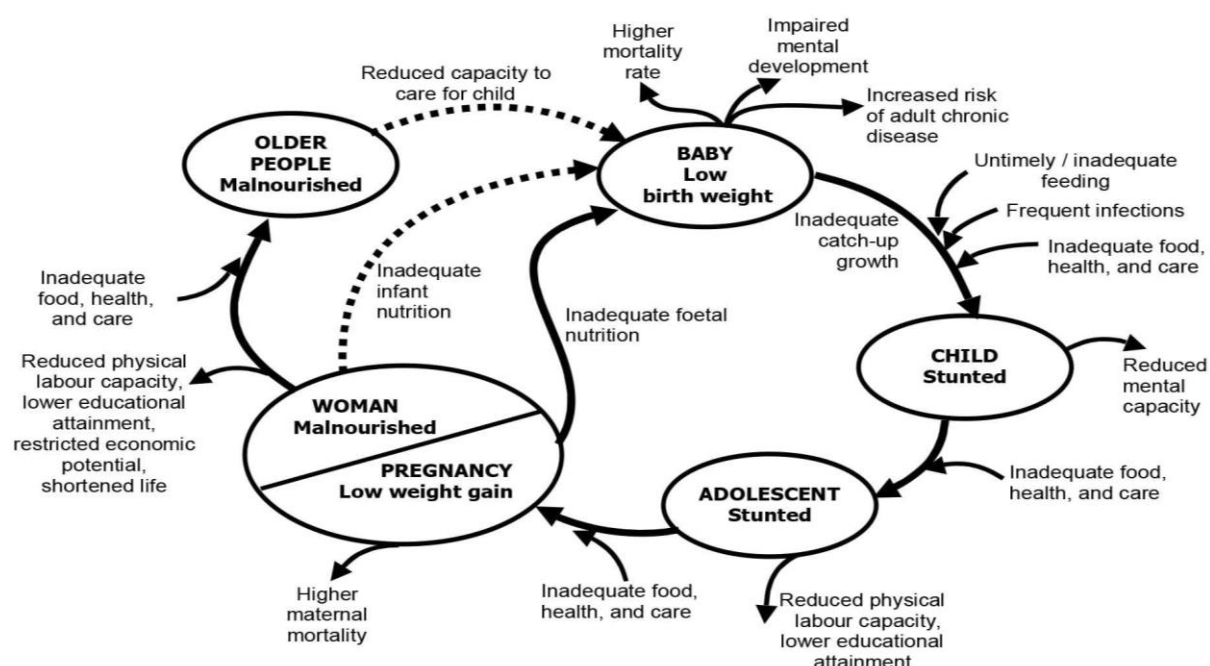 Higher
mortality
rate
Impaired
mental
development
Increased risk
of adult chronic
disease
Reduced capacity to
care for child
OLDER
PEOPLE
Malnourished
BABY
Low
birth weight
Untimely / inadequate
feeding
Frequent infections
Inadequate food,
health, and care
Inadequate
catch-up
growth
Inadequate
food, health,
and care
Inadequate
infant
nutrition
Inadequate foetal
nutrition
CHILD
Stunted
Reduced
mental
capacity
Reduced physical
labour capacity,
lower educational
attainment,
restricted economic
potential,
shortened life
WOMAN
Malnourished
PREGNANCY
Low weight gain
ADOLESCENT
Stunted
Inadequate food,
health, and care
Higher
maternal
mortality
Inadequate food,
health, and care
Reduced physical
labour capacity,
lower educational
attainment